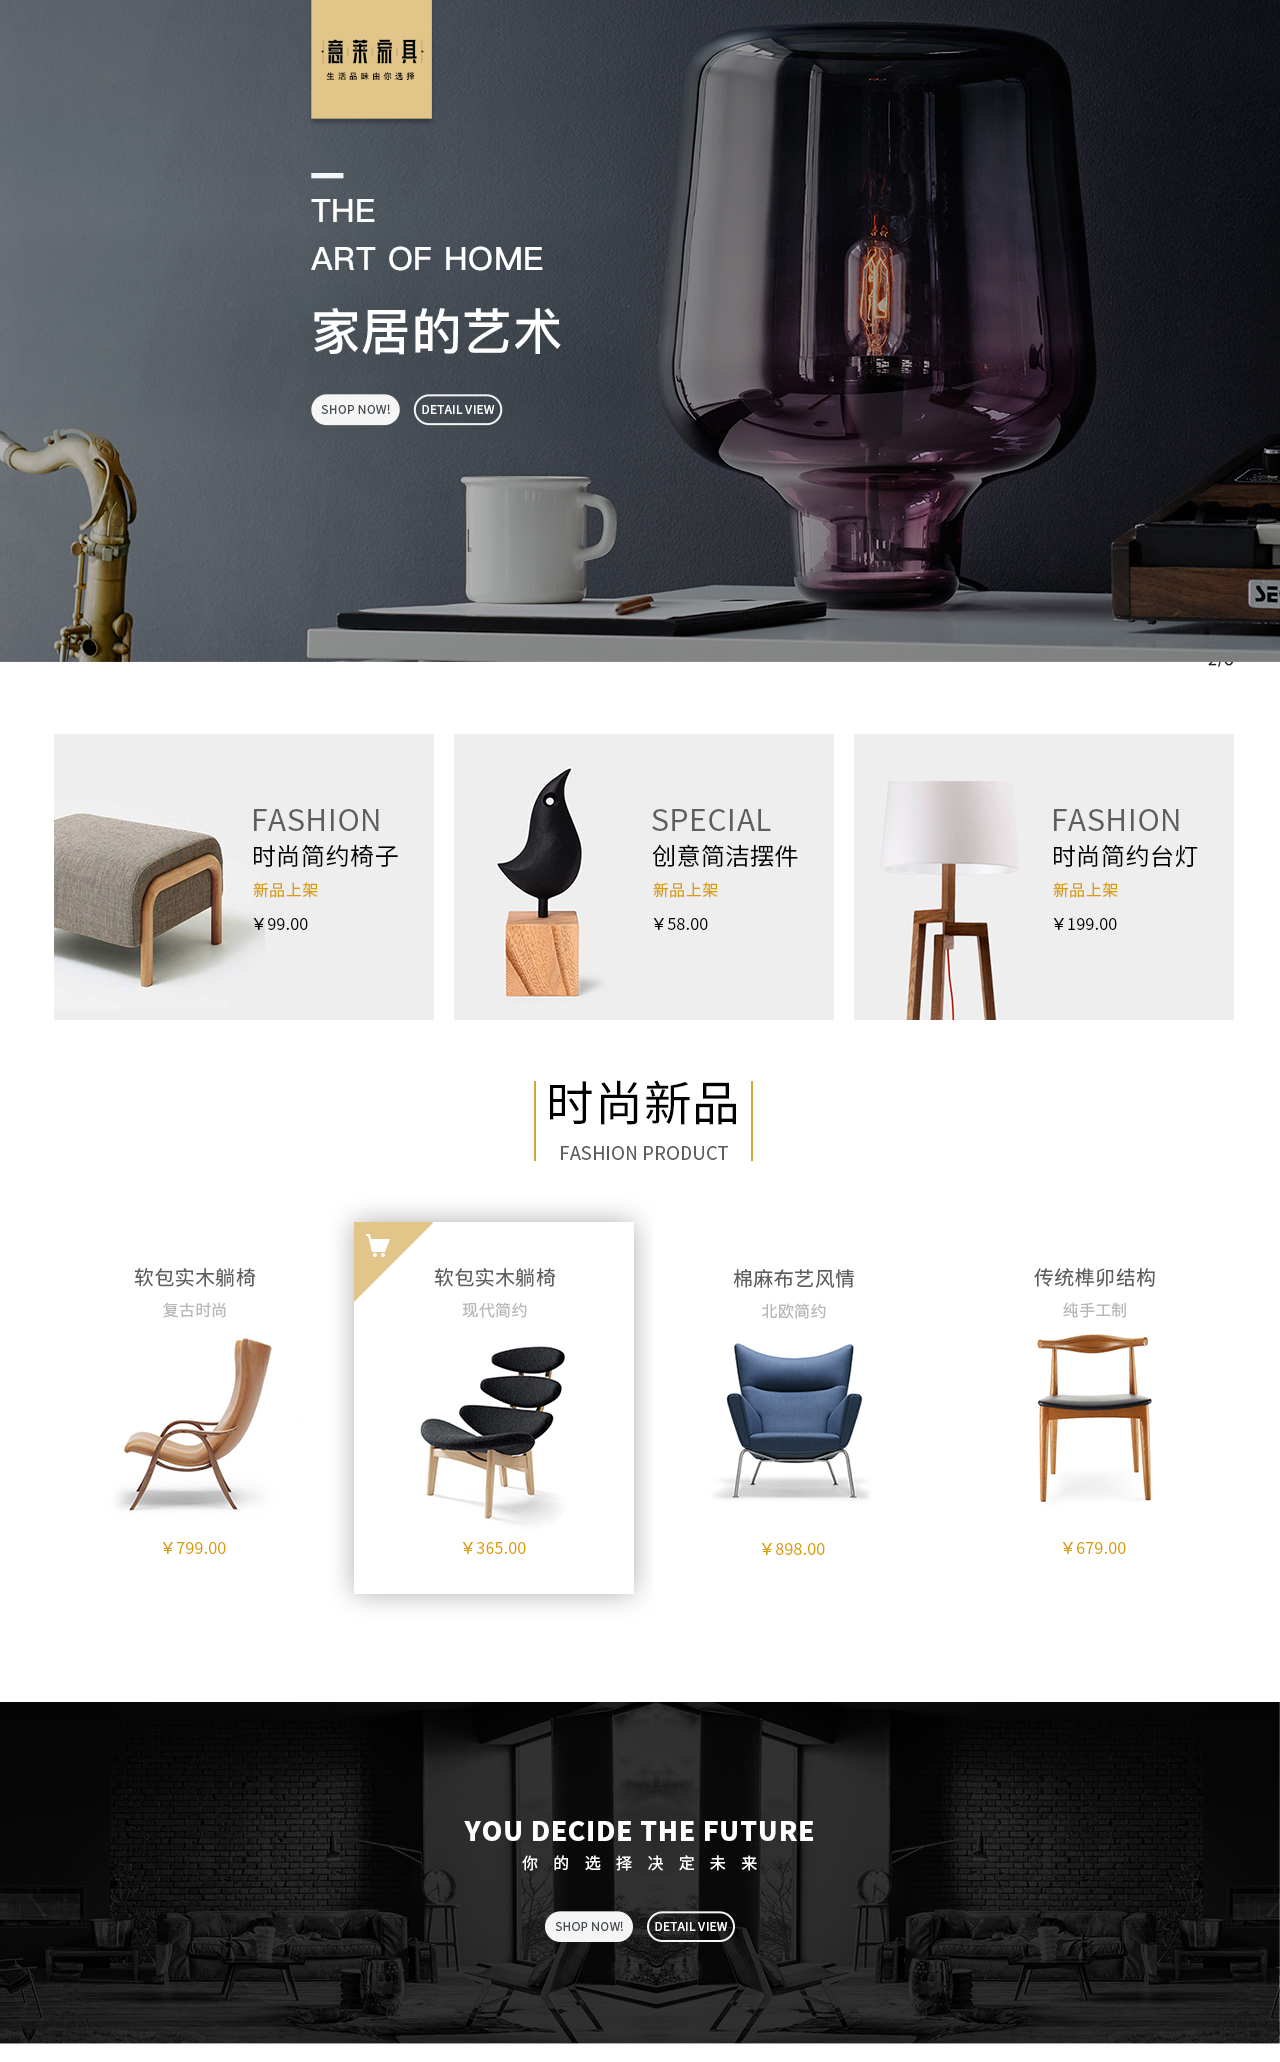 意莱家具
生活品味由你选择
THE
ART OF HOME
家居的艺术
SHOP NOW! DETAIL VIEW
FASHION
时尚简约椅子
新品上架
￥99.00
SPECIAL
创意简洁摆件
新品上架
￥58.00
FASHION
时尚简约台灯
新品上架
￥199.00
时尚新品
FASHION PRODUCT
软包实木躺椅
复古时尚
￥799.00
软包实木躺椅
现代简约
￥365.00
棉麻布艺风情
北欧简约
￥898.00
传统榫卯结构
纯手工制
￥679.00
YOU DECIDE THE FUTURE
你的选择决定未来
SHOP NOW! DETAIL VIEW